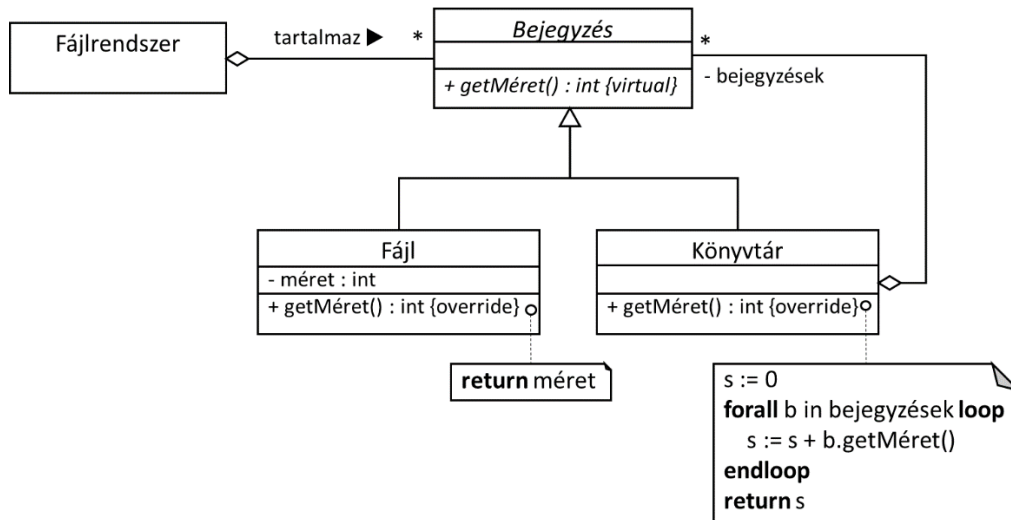 Fájlrendszer
tartalmaz ▶ *
Bejegyzés
+ getMéret() : int {virtual}
*
- bejegyzések
Fájl
- méret : int
+ getMéret() : int {override}
Könyvtár
+ getMéret() : int {override}
return méret
s := 0
forall b in bejegyzések loop
s := s + b.getMéret()
endloop
return s